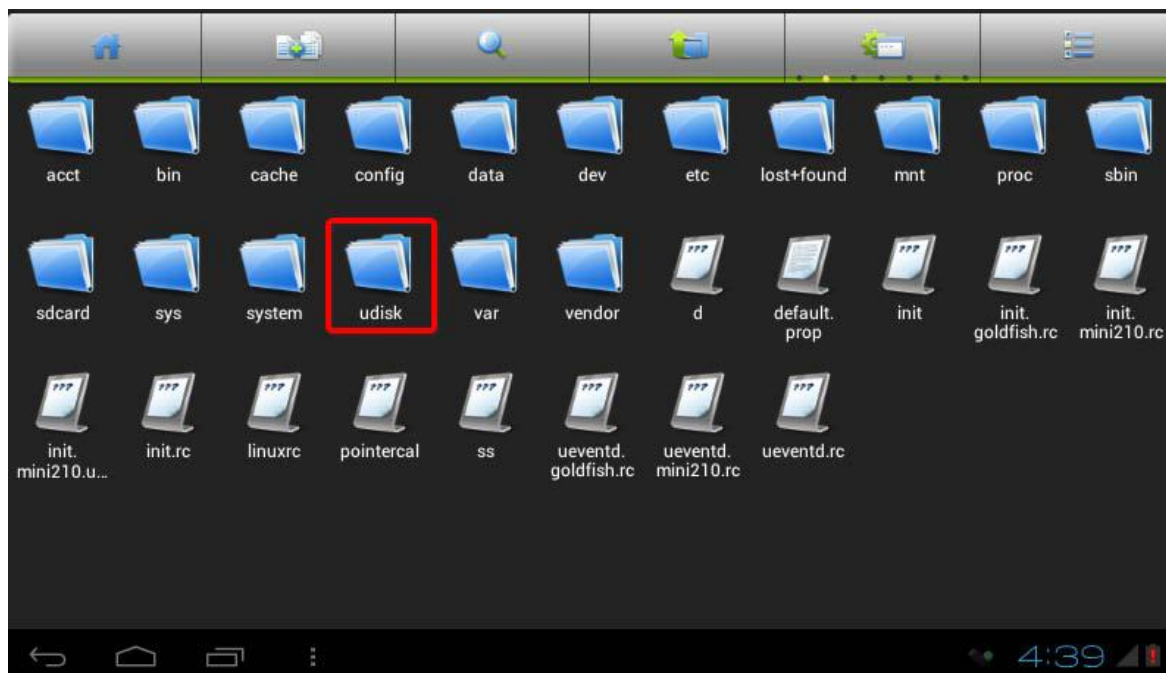 acct bin cache config data dev etc lost+found mnt proc sbin
sdcard sys system udisk var vendor d default. init init. init.
prop goldfish.rc mini210.rc
init. init.rc linuxrc pointercal ss ueventd. ueventd. ueventd.rc
mini210.u... goldfish.rc mini210.rc
4:39